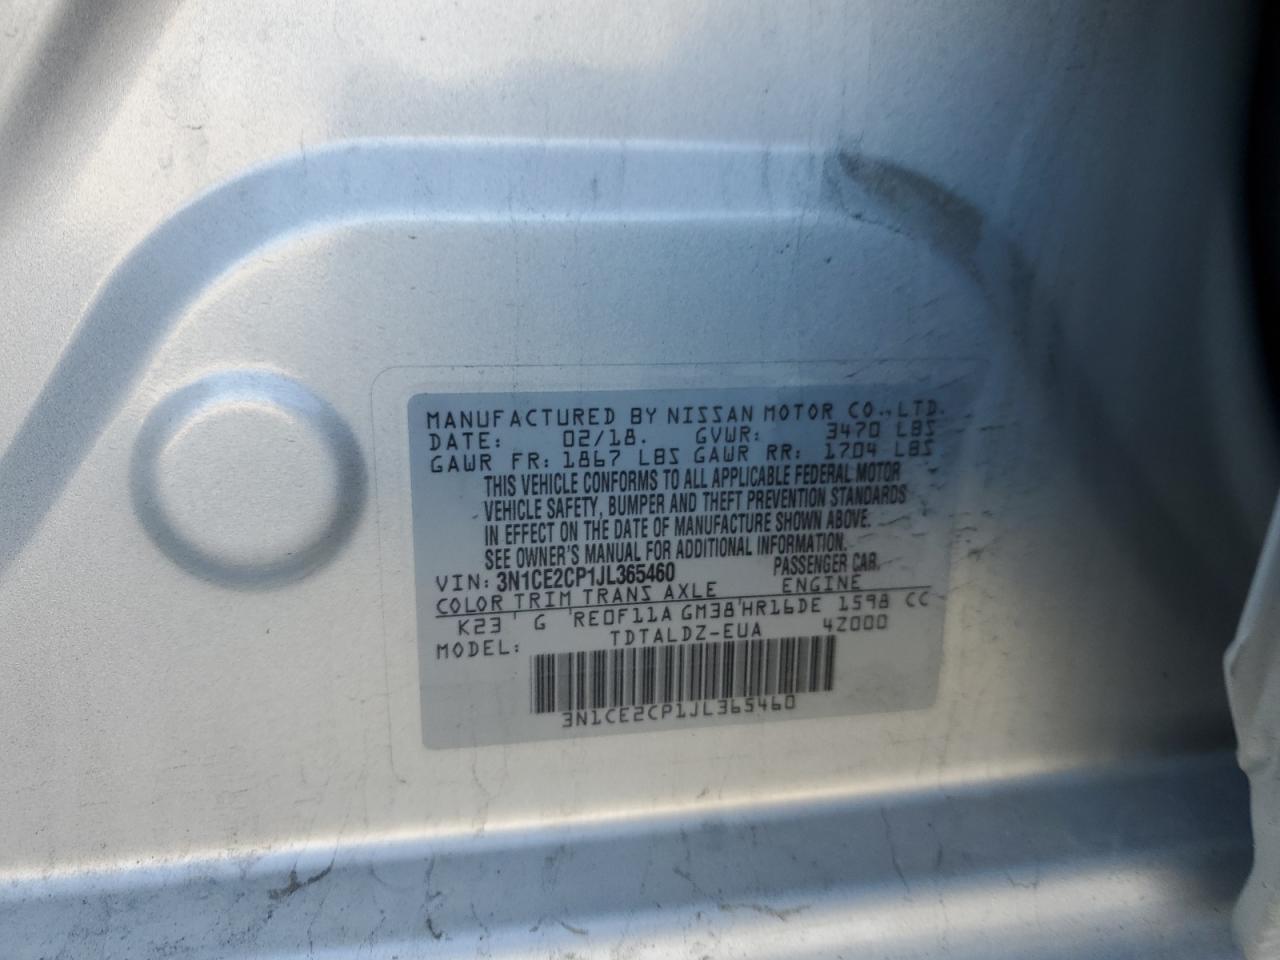 MANUFACTURED BY NISSAN MOTOR CO., LTD.
DATE: 02/18. GVWR: 3470 LBS
GAWR FR: 1867 LBS GAWR RR: 1704 LBS
THIS VEHICLE CONFORMS TO ALL APPLICABLE FEDERAL MOTOR
VEHICLE SAFETY, BUMPER AND THEFT PREVENTION STANDARDS
IN EFFECT ON THE DATE OF MANUFACTURE SHOWN ABOVE.
SEE OWNER'S MANUAL FOR ADDITIONAL INFORMATION.
VIN: 3N1CE2CP1JL365460 PASSENGER CAR.
COLOR TRIM TRANS AXLE ENGINE
K23 ' G 'RE0F11A GM38'HR16DE 1598 CC
MODEL: TDTALDZ-EUA 4Z000
3N1CE2CP1JL365460